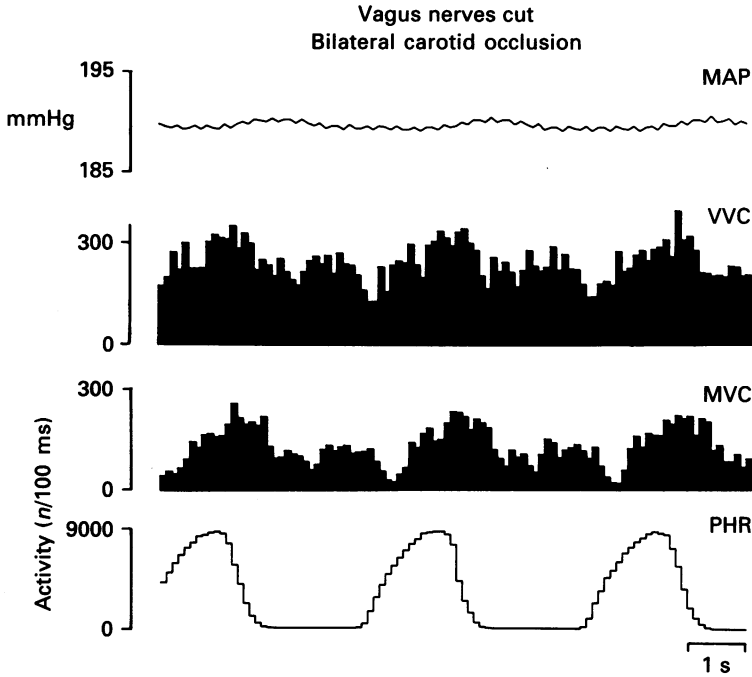 Vagus nerves cut
Bilateral carotid occlusion
195
MAP
mmHg
185
VVC
300
0
300
MVC
0
Activity (n/100 ms)
9000
PHR
0
1 s